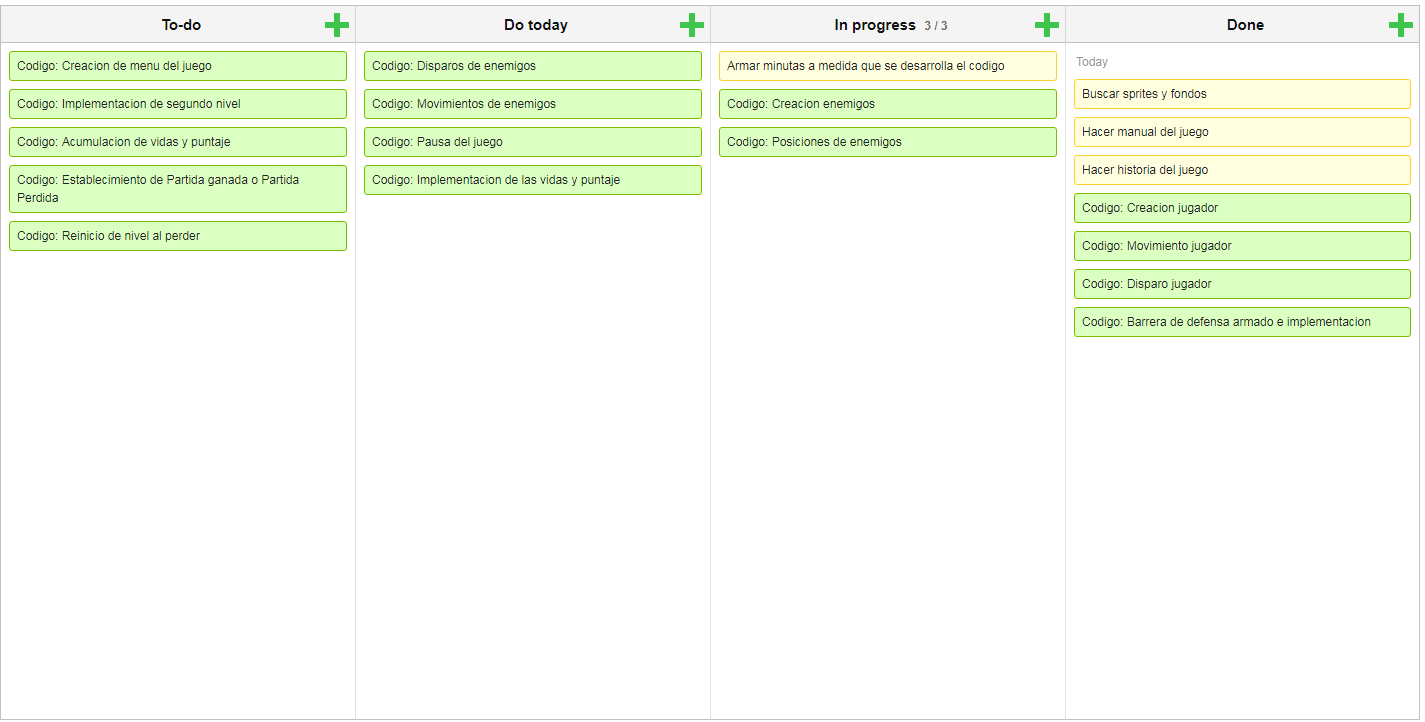 To-do
Codigo: Creacion de menu del juego
Codigo: Implementacion de segundo nivel
Codigo: Acumulacion de vidas y puntaje
Codigo: Establecimiento de Partida ganada o Partida
Perdida
Codigo: Reinicio de nivel al perder
Do today
Codigo: Disparos de enemigos
Codigo: Movimientos de enemigos
Codigo: Pausa del juego
Codigo: Implementacion de las vidas y puntaje
In progress 3 / 3
Armar minutas a medida que se desarrolla el codigo
Codigo: Creacion enemigos
Codigo: Posiciones de enemigos
Done
Today
Buscar sprites y fondos
Hacer manual del juego
Hacer historia del juego
Codigo: Creacion jugador
Codigo: Movimiento jugador
Codigo: Disparo jugador
Codigo: Barrera de defensa armado e implementacion